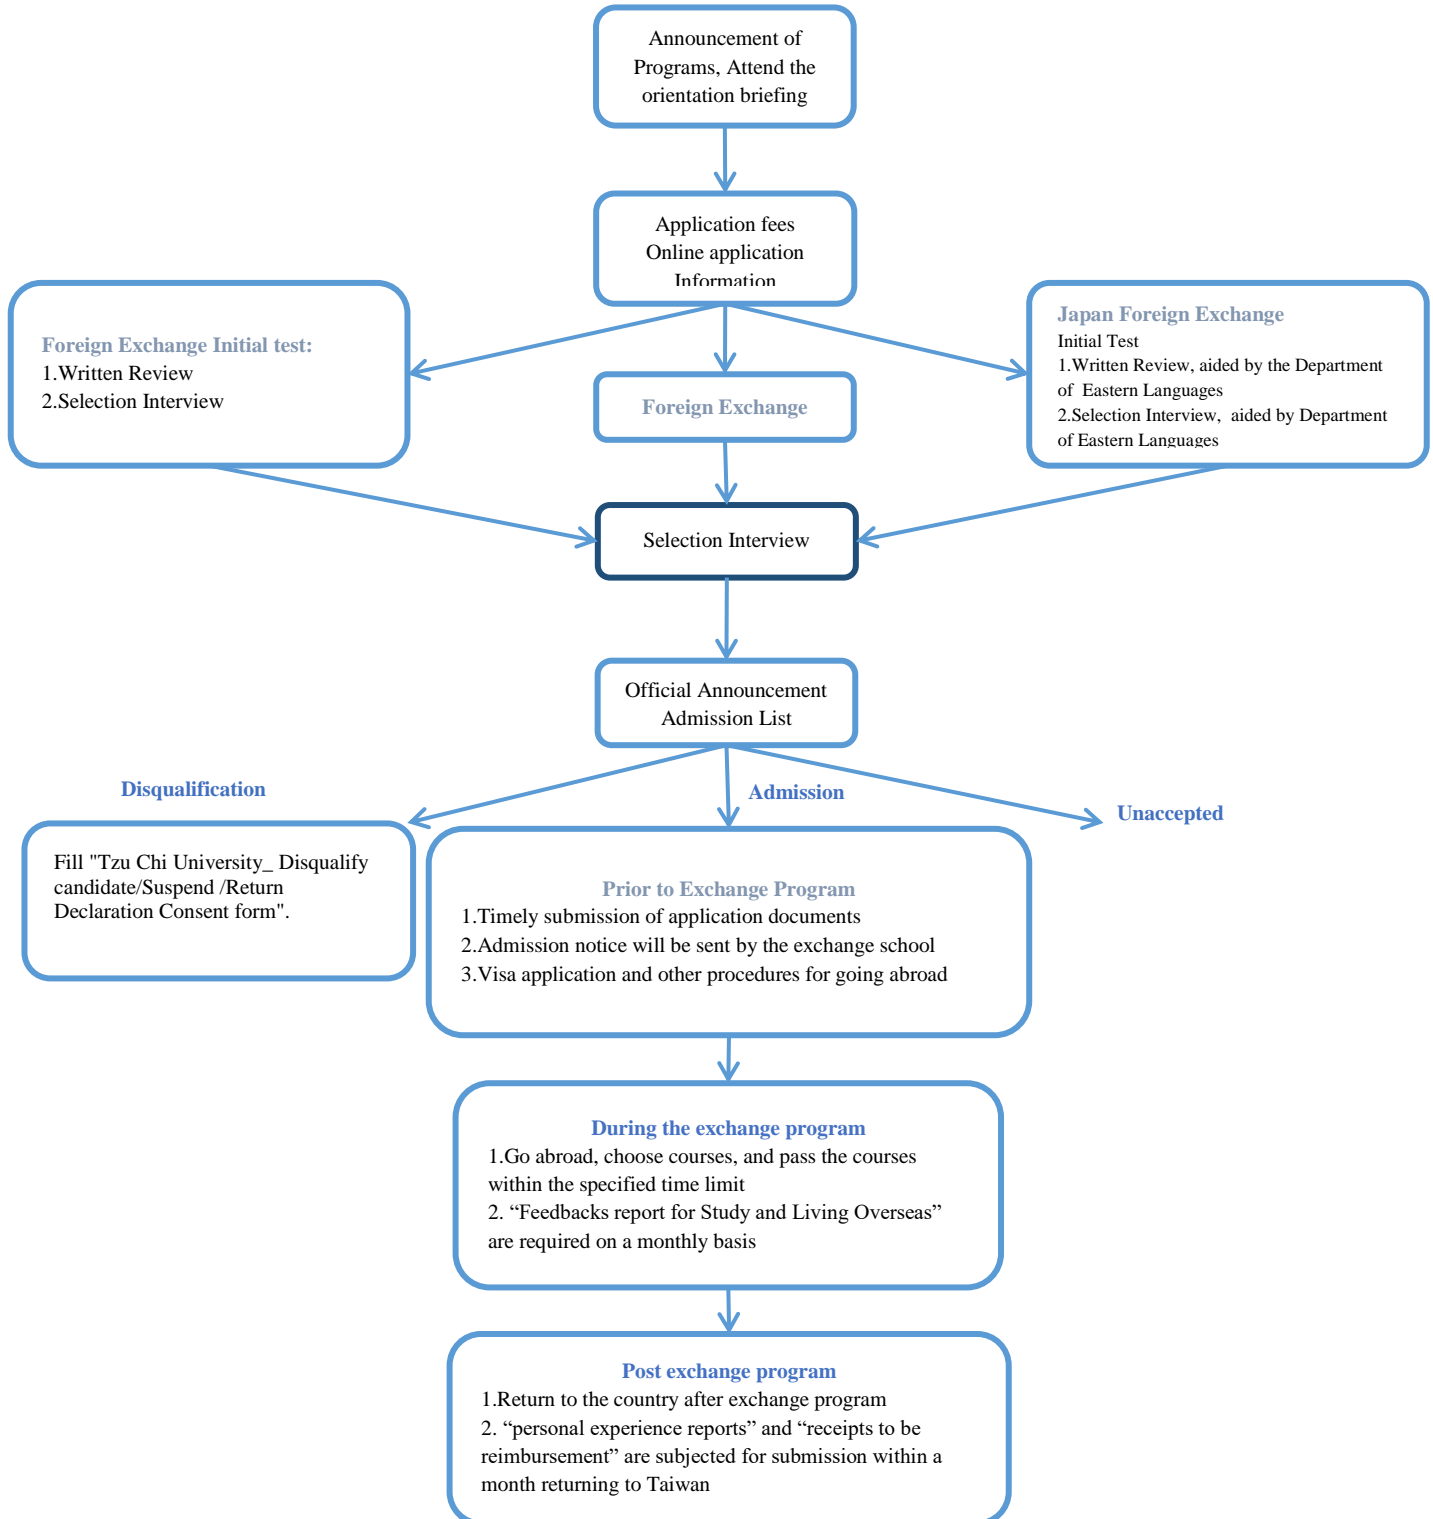 Announcement of
Programs, Attend the
orientation briefing
Application fees
Online application
Information
Foreign Exchange Initial test:
1.Written Review
2.Selection Interview
Foreign Exchange
Japan Foreign Exchange
Initial Test
1.Written Review, aided by the Department
of Eastern Languages
2.Selection Interview, aided by Department
of Eastern Languages
Selection Interview
Official Announcement
Admission List
Disqualification
Admission
Unaccepted
Fill "Tzu Chi University_ Disqualify
candidate/Suspend /Return
Declaration Consent form".
Prior to Exchange Program
1.Timely submission of application documents
2.Admission notice will be sent by the exchange school
3.Visa application and other procedures for going abroad
During the exchange program
1.Go abroad, choose courses, and pass the courses
within the specified time limit
2. “Feedbacks report for Study and Living Overseas”
are required on a monthly basis
Post exchange program
1.Return to the country after exchange program
2. “personal experience reports” and “receipts to be
reimbursement” are subjected for submission within a
month returning to Taiwan